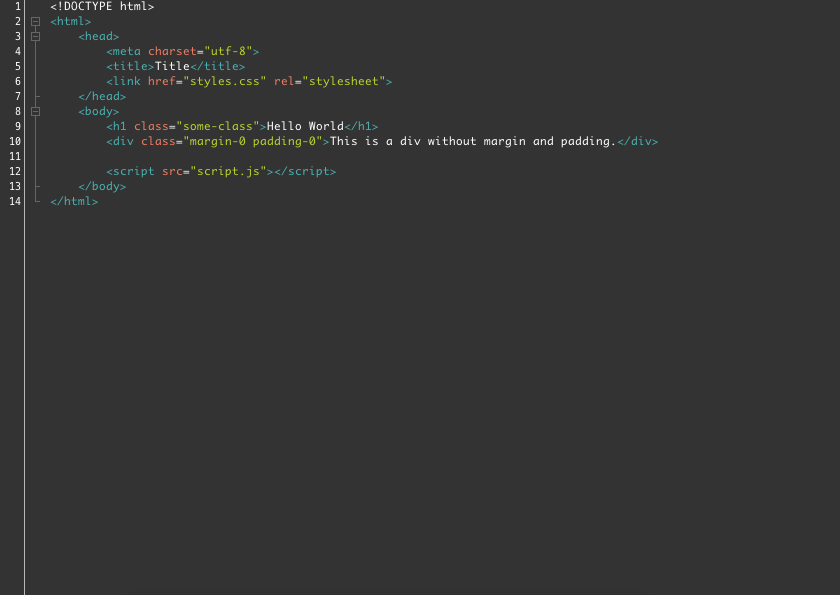 1 <!DOCTYPE html>
2 <html>
3     <head>
4         <meta charset="utf-8">
5         <title>Title</title>
6         <link href="styles.css" rel="stylesheet">
7     </head>
8     <body>
9         <h1 class="some-class">Hello World</h1>
10         <div class="margin-0 padding-0">This is a div without margin and padding.</div>
11
12         <script src="script.js"></script>
13     </body>
14 </html>